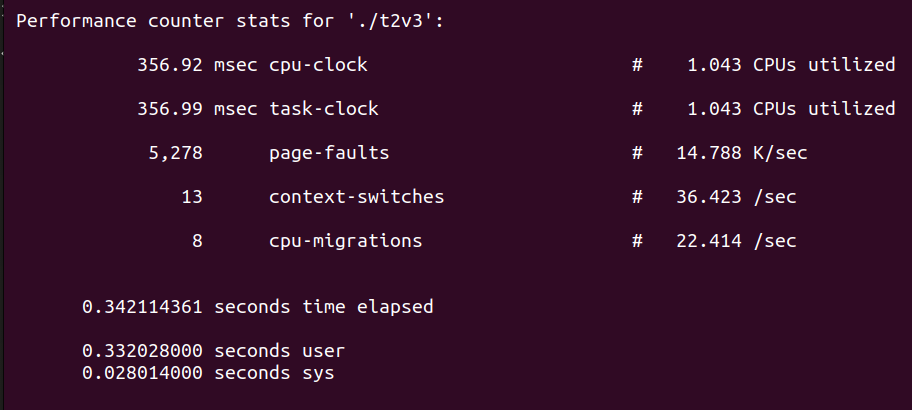 Performance counter stats for './t2v3':
356.92 msec cpu-clock # 1.043 CPUs utilized
356.99 msec task-clock # 1.043 CPUs utilized
5,278 page-faults # 14.788 K/sec
13 context-switches # 36.423 /sec
8 cpu-migrations # 22.414 /sec
0.342114361 seconds time elapsed
0.332028000 seconds user
0.028014000 seconds sys